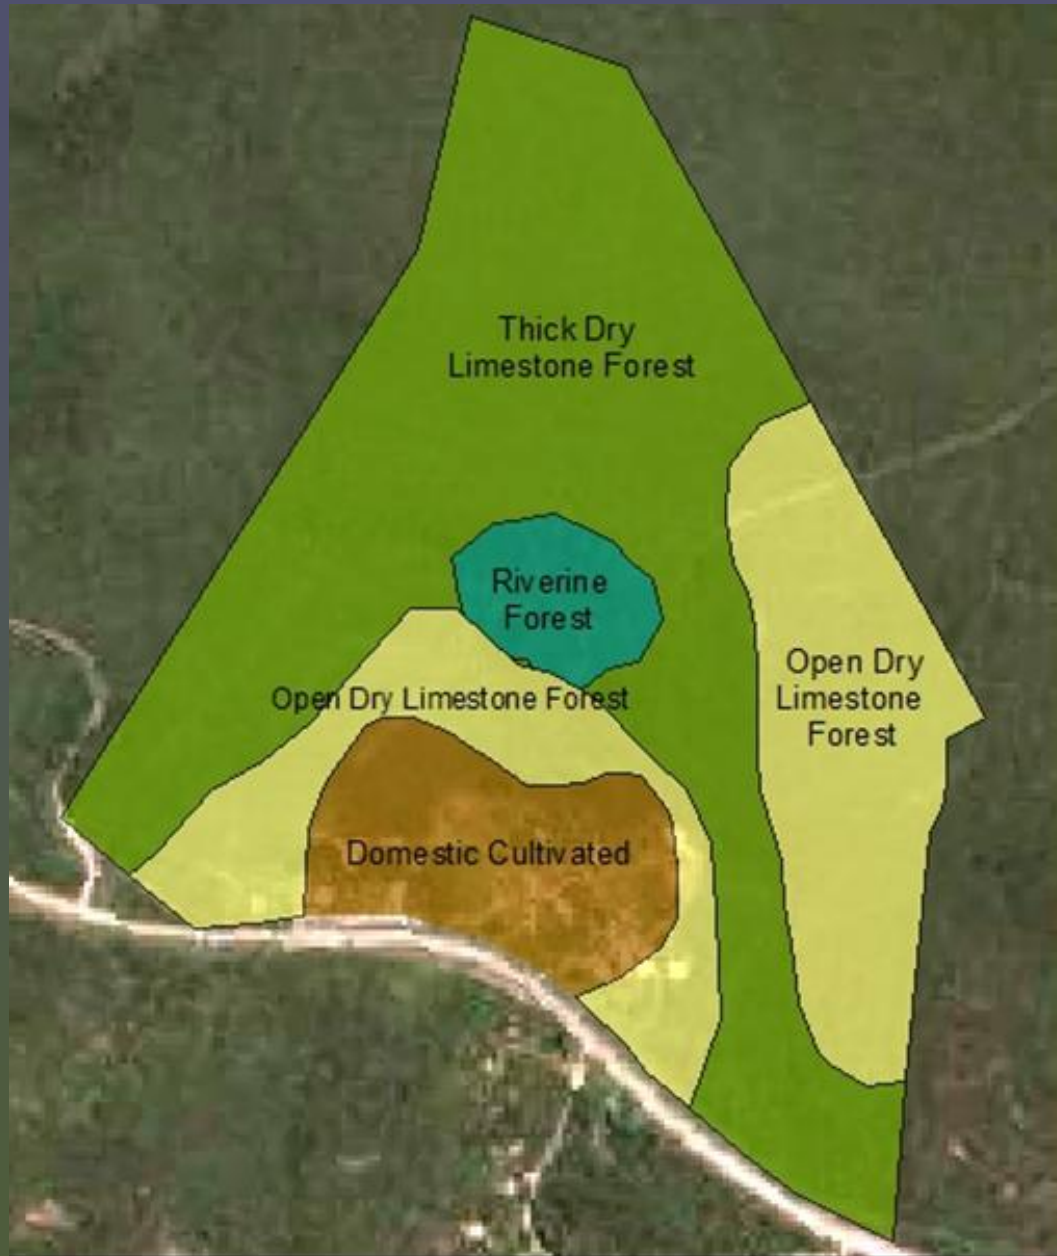 Thick Dry
Limestone Forest
Riverine
Forest
Open Dry
Limestone
Forest
Open Dry Limestone Forest
Domestic Cultivated